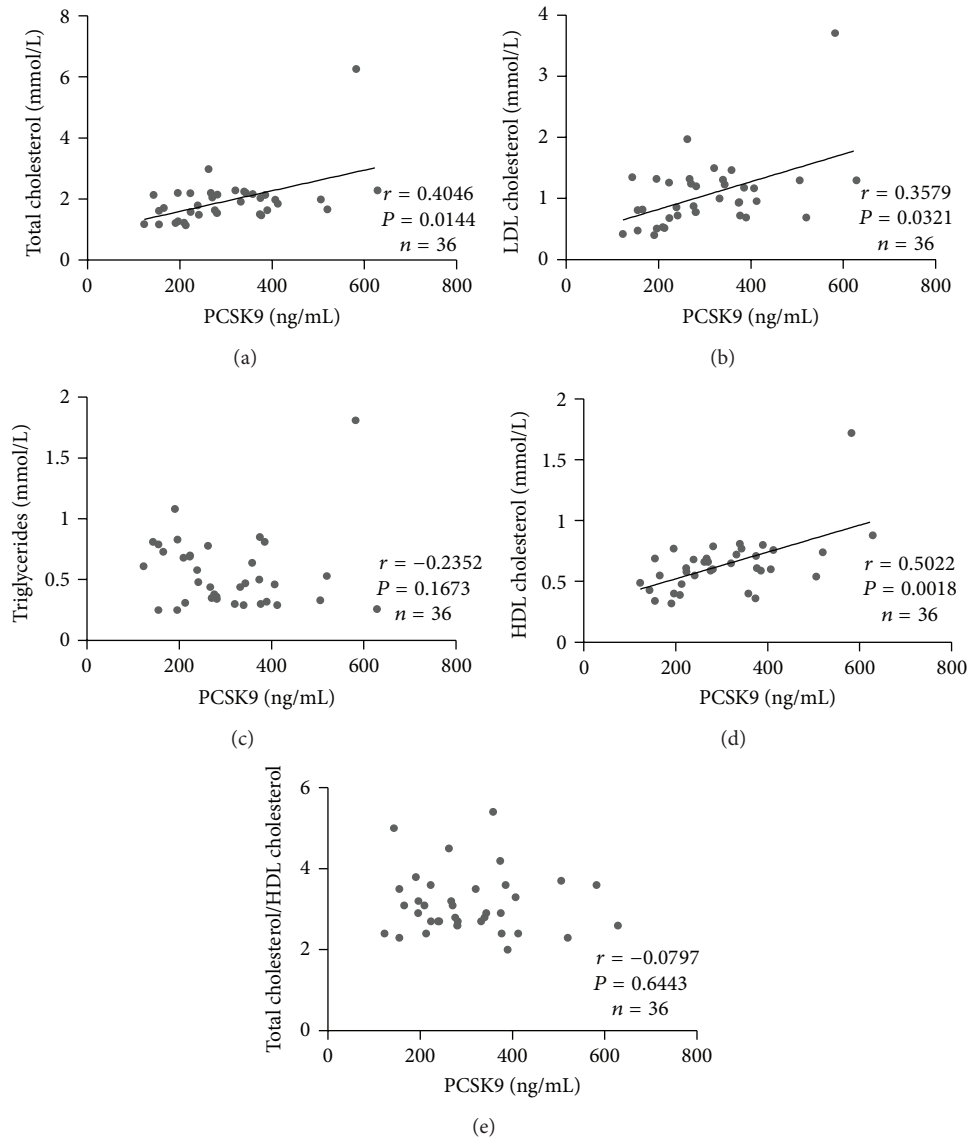 Total cholesterol (mmol/L)
8
6
4
2
0
0 200 400 600 800
r = 0.4046
P = 0.0144
n = 36
PCSK9 (ng/mL)
(a)
LDL cholesterol (mmol/L)
4
3
2
1
0
0 200 400 600 800
r = 0.3579
P = 0.0321
n = 36
PCSK9 (ng/mL)
(b)
Triglycerides (mmol/L)
2
1.5
1
0.5
0
0 200 400 600 800
r = −0.2352
P = 0.1673
n = 36
PCSK9 (ng/mL)
(c)
HDL cholesterol (mmol/L)
2
1.5
1
0.5
0
0 200 400 600 800
r = 0.5022
P = 0.0018
n = 36
PCSK9 (ng/mL)
(d)
Total cholesterol/HDL cholesterol
6
4
2
0
0 200 400 600 800
r = −0.0797
P = 0.6443
n = 36
PCSK9 (ng/mL)
(e)